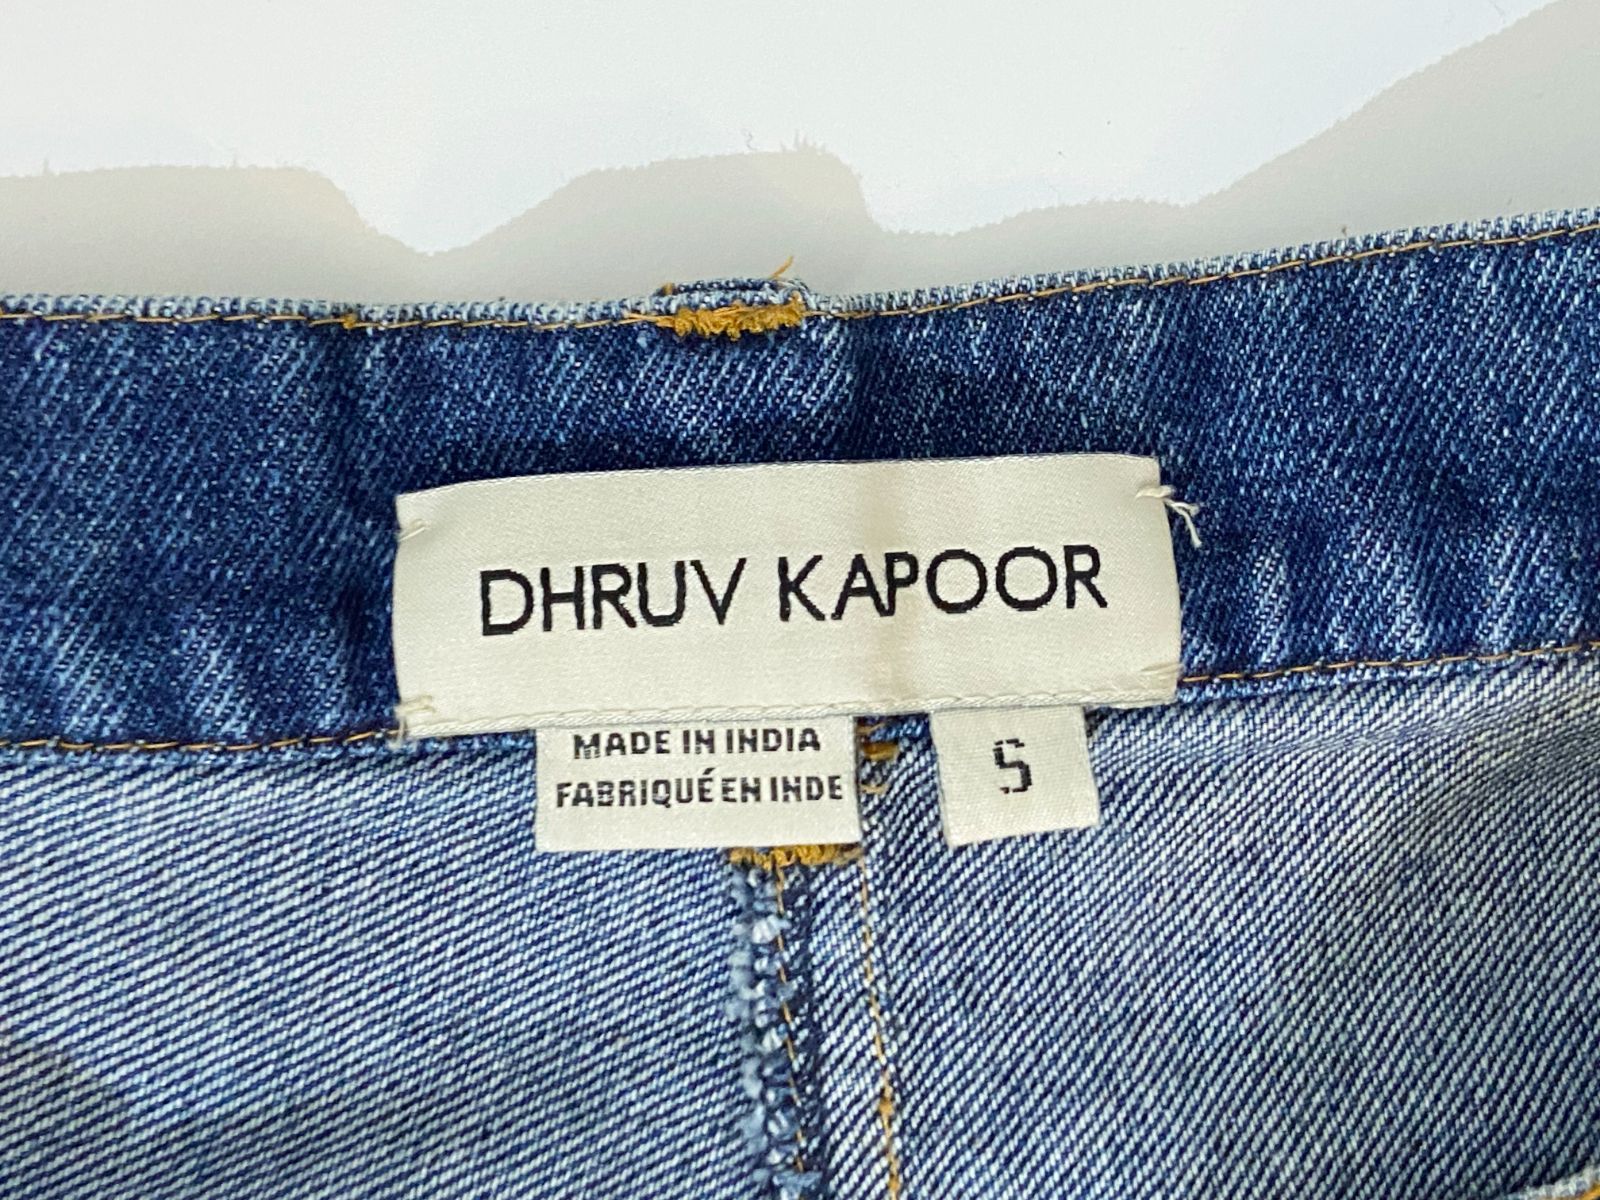 DHRUV KAPOOR
MADE IN INDIA
FABRIQUÉ EN INDE
S